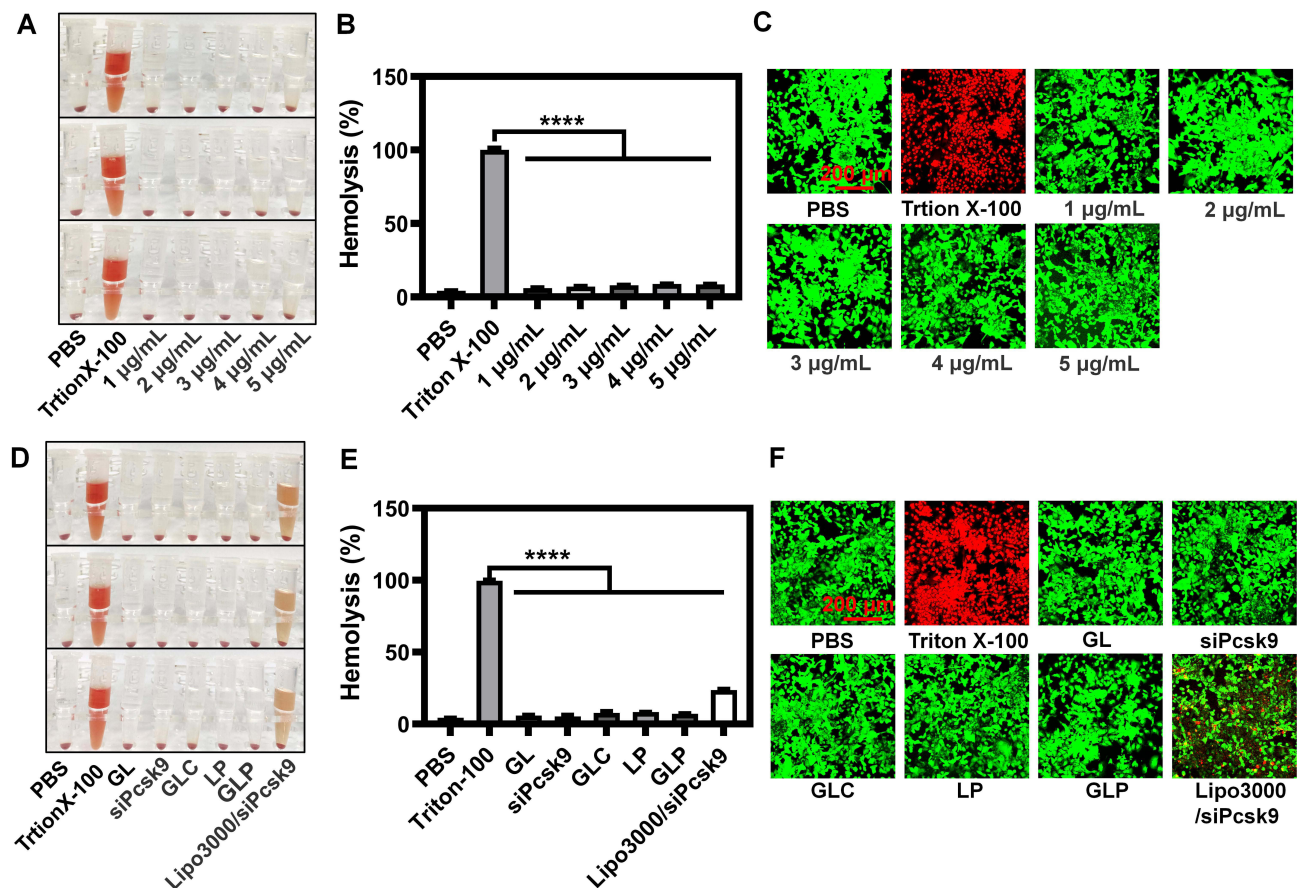 A
PBS
TrtionX-100
1 µg/mL
2 µg/mL
3 µg/mL
4 µg/mL
5 µg/mL
B
Hemolysis (%)
150
100
50
0
****
PBS
Triton X-100
1 µg/mL
2 µg/mL
3 µg/mL
4 µg/mL
5 µg/mL
C
200 µm
PBS
Trtion X-100
1 µg/mL
2 µg/mL
3 µg/mL
4 µg/mL
5 µg/mL
D
PBS
TrtionX-100
GL
siPcsk9
GLC
LP
GLP
Lipo3000/siPcsk9
E
Hemolysis (%)
150
100
50
0
****
PBS
Triton-100
GL
siPcsk9
GLC
LP
GLP
Lipo3000/siPcsk9
F
200 µm
PBS
Triton X-100
GL
siPcsk9
GLC
LP
GLP
Lipo3000
/siPcsk9